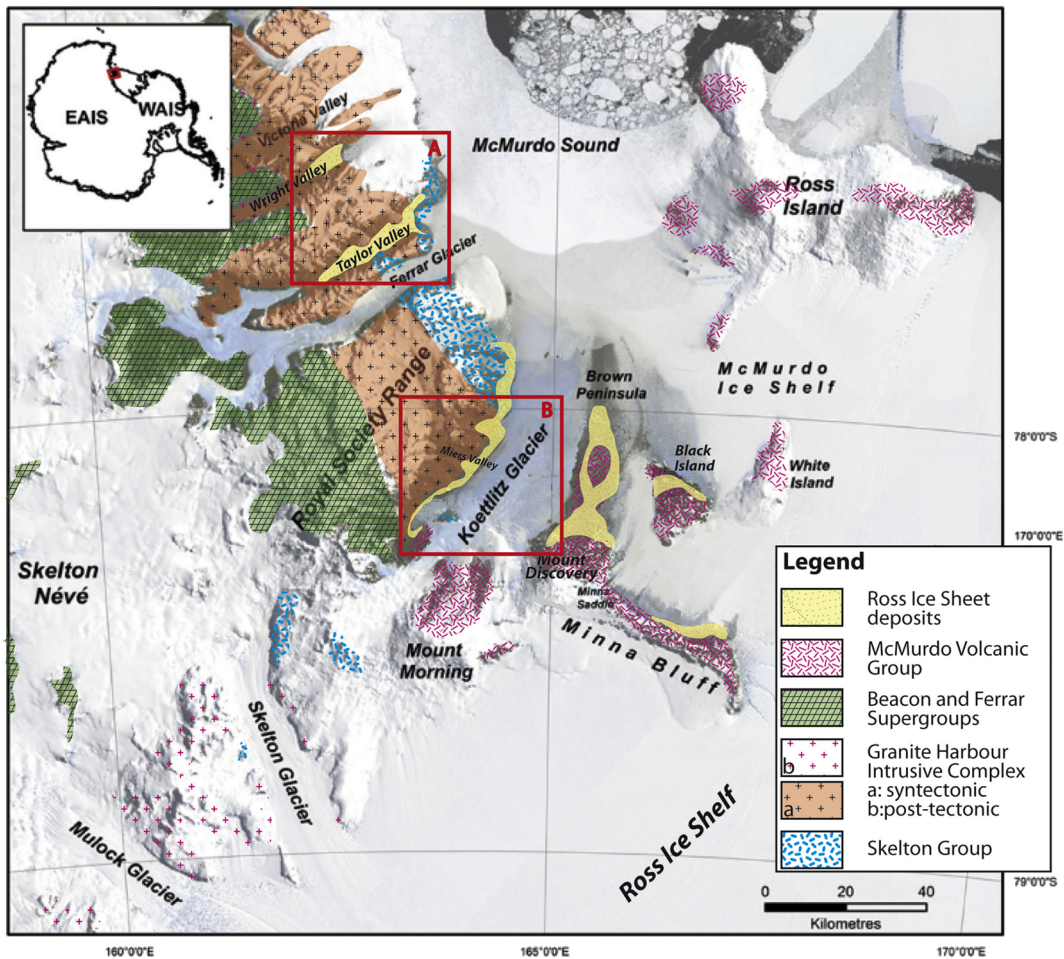 EAIS
WAIS
Victoria Valley
A
McMurdo Sound
Wright Valley
Ross
Island
Taylor Valley
Ferrar Glacier
McMurdo
Ice Shelf
Brown
Peninsula
Royal Society Range
B
Miers Valley
Koettlitz Glacier
Black
Island
White
Island
78°0'0"S
170°0'0"E
Skelton
Névé
Mount
Discovery
Minna
Saddle
Minna Bluff
Mount
Morning
Skelton Glacier
Mulock Glacier
Ross Ice Shelf
Legend
Ross Ice Sheet
deposits
McMurdo Volcanic
Group
Beacon and Ferrar
Supergroups
b
Granite Harbour
Intrusive Complex
a
a: syntectonic
b:post-tectonic
Skelton Group
79°0'0"S
0 20 40
Kilometres
160°0'0"E
165°0'0"E
170°0'0"E